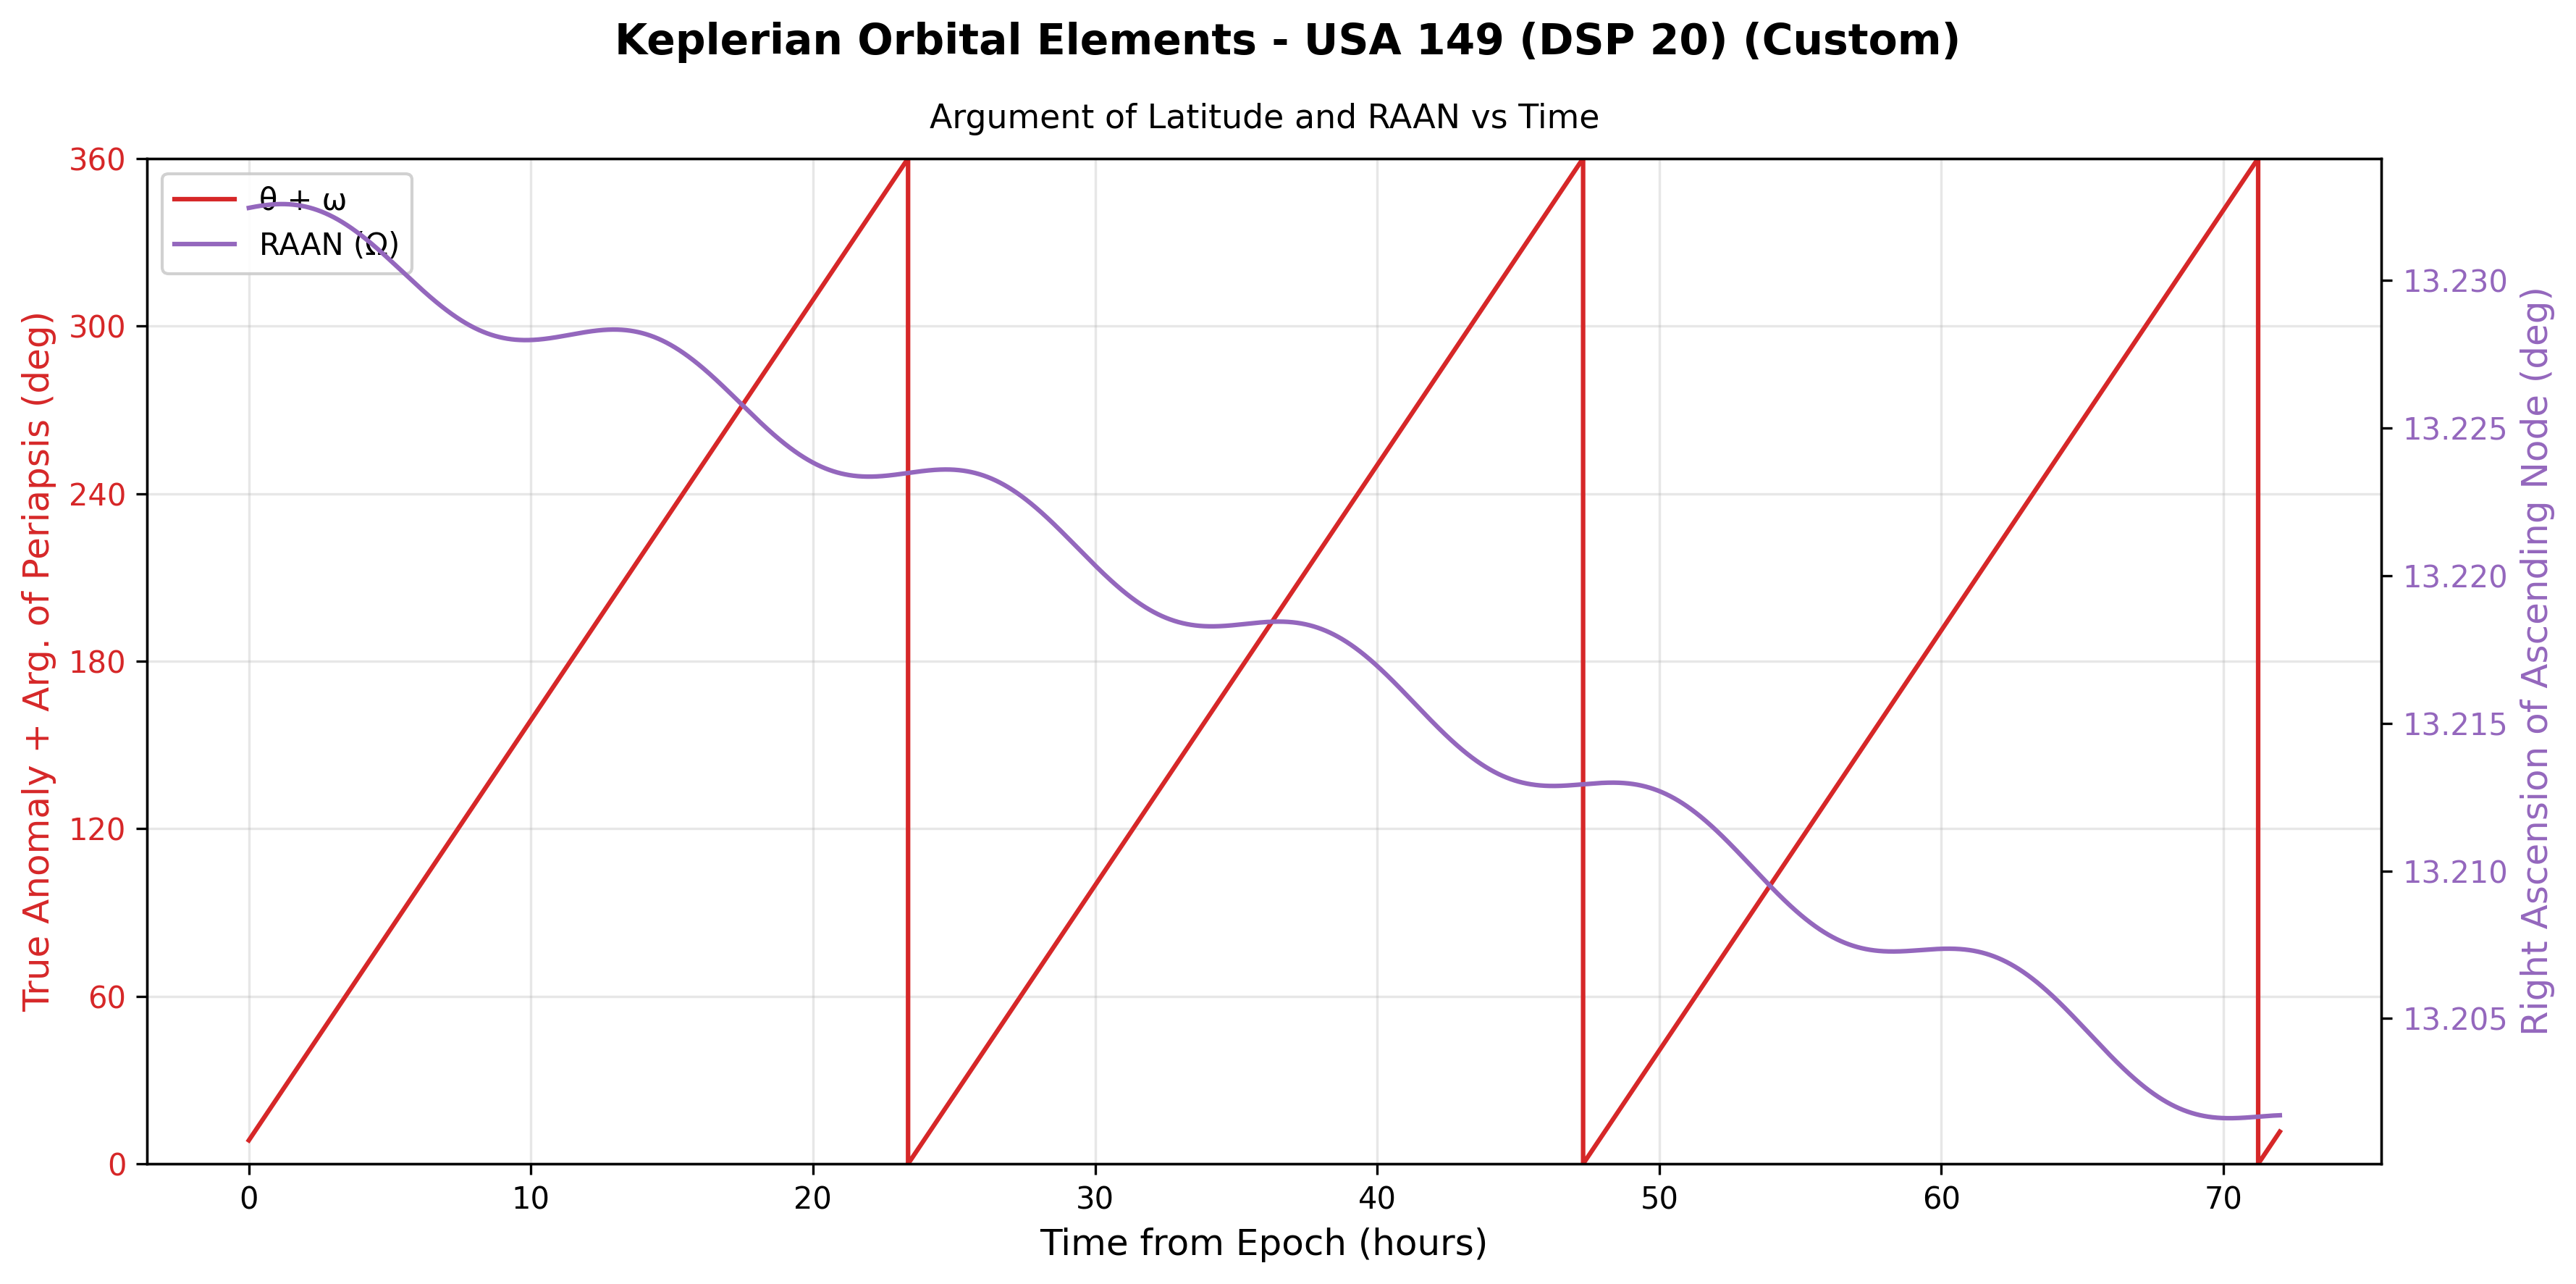 Keplerian Orbital Elements - USA 149 (DSP 20) (Custom)
Argument of Latitude and RAAN vs Time
θ + ω
RAAN (Ω)
True Anomaly + Arg. of Periapsis (deg)
360
300
240
180
120
60
0
13.230
13.225
13.220
13.215
13.210
13.205
Right Ascension of Ascending Node (deg)
0 10 20 30 40 50 60 70
Time from Epoch (hours)